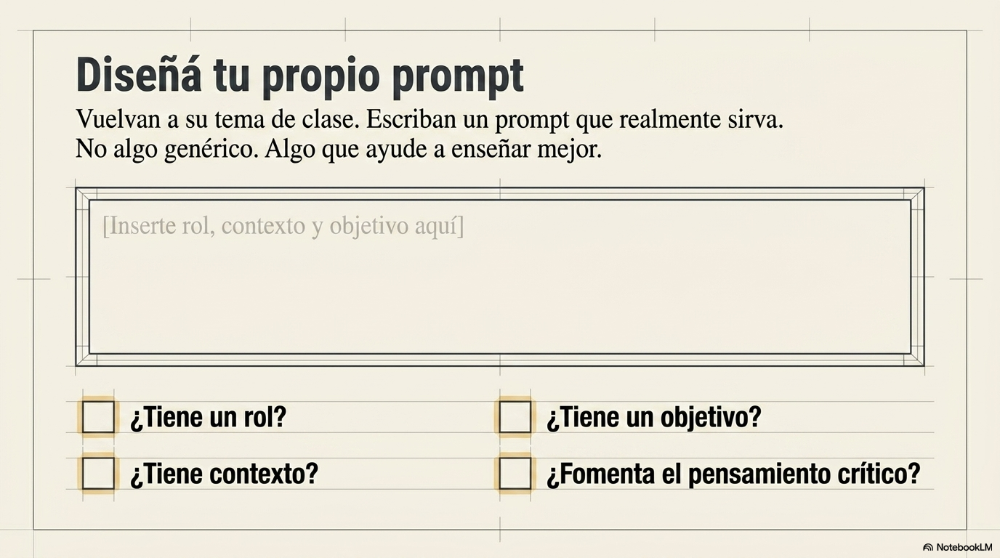 Diseñá tu propio prompt
Vuelvan a su tema de clase. Escriban un prompt que realmente sirva.
No algo genérico. Algo que ayude a enseñar mejor.
[Inserte rol, contexto y objetivo aquí]
¿Tiene un rol?
¿Tiene un objetivo?
¿Tiene contexto?
¿Fomenta el pensamiento crítico?
NotebookLM